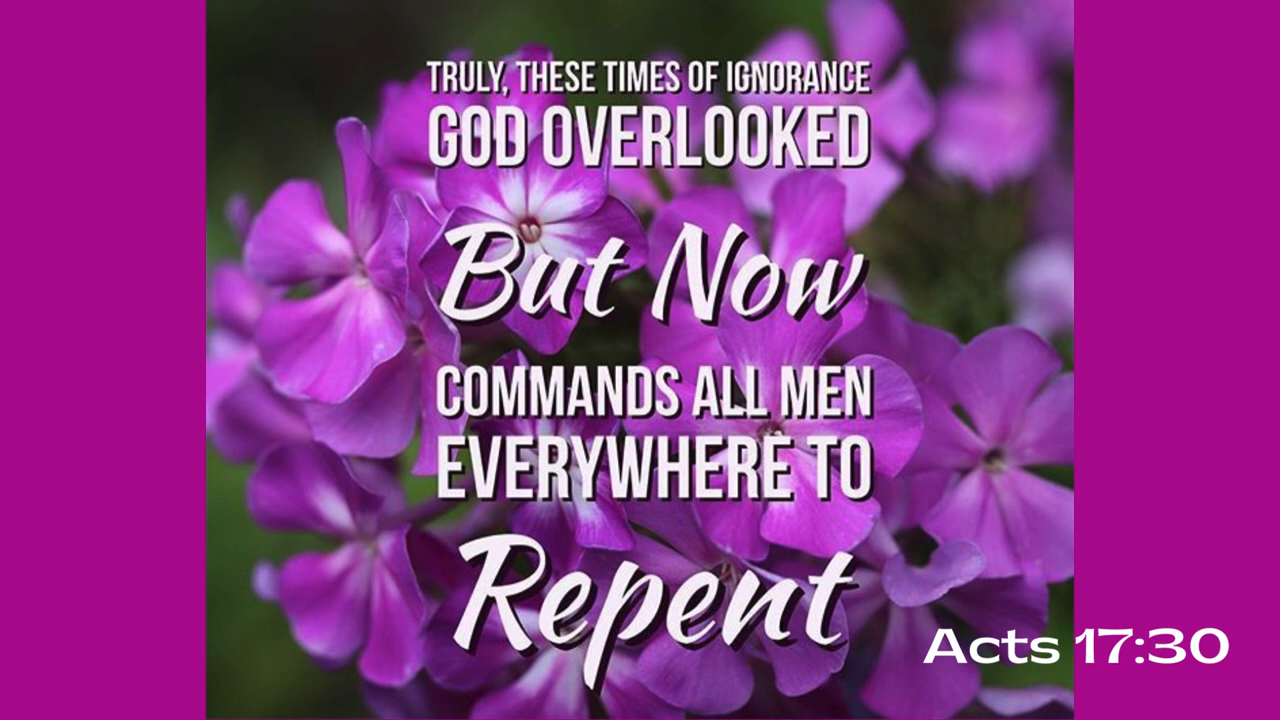 TRULY, THESE TIMES OF IGNORANCE
GOD OVERLOOKED
But Now
COMMANDS ALL MEN
EVERYWHERE TO
Repent
Acts 17:30